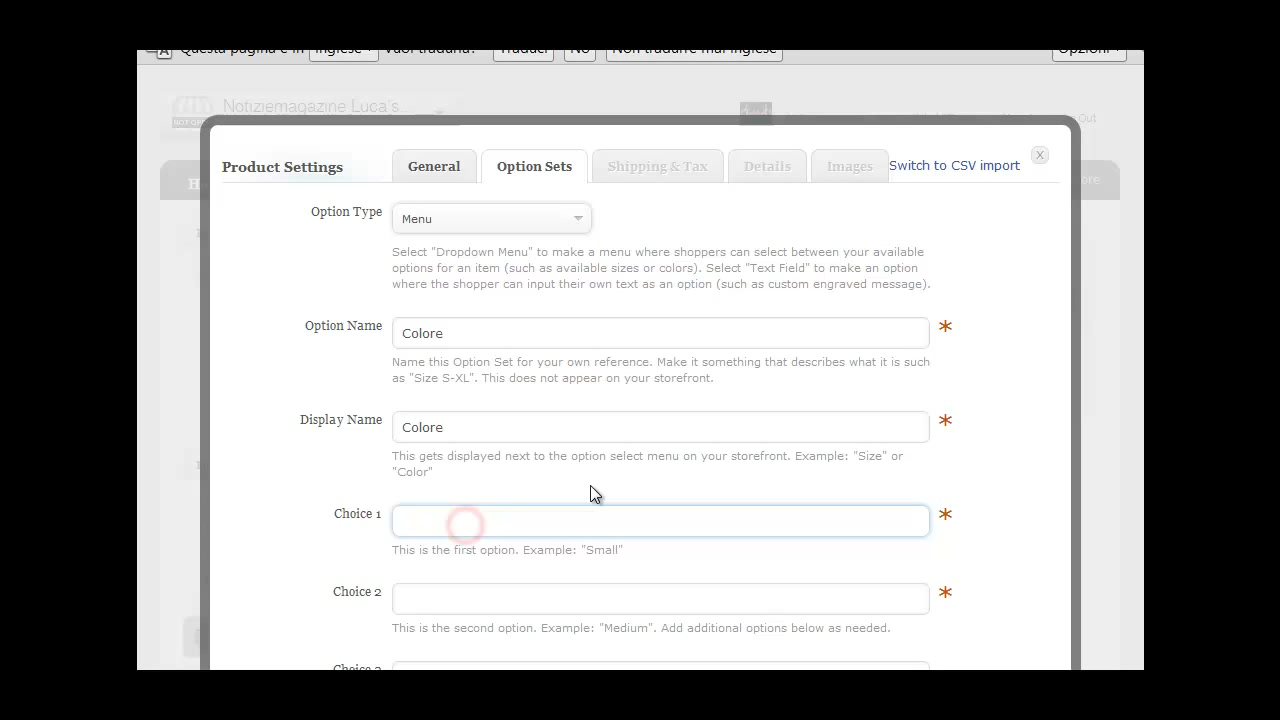 Questa pagina è in Inglese Vuoi tradurla? Traduci No Non tradurre mai Inglese Opzioni
Notiziemagazine Luca's...
Out
Product Settings General Option Sets Shipping & Tax Details Images Switch to CSV import X
Option Type Menu
Select "Dropdown Menu" to make a menu where shoppers can select between your available
options for an item (such as available sizes or colors). Select "Text Field" to make an option
where the shopper can input their own text as an option (such as custom engraved message).
Option Name Colore *
Name this Option Set for your own reference. Make it something that describes what it is such
as "Size S-XL". This does not appear on your storefront.
Display Name Colore *
This gets displayed next to the option select menu on your storefront. Example: "Size" or
"Color"
Choice 1 *
This is the first option. Example: "Small"
Choice 2 *
This is the second option. Example: "Medium". Add additional options below as needed.
Choice 3